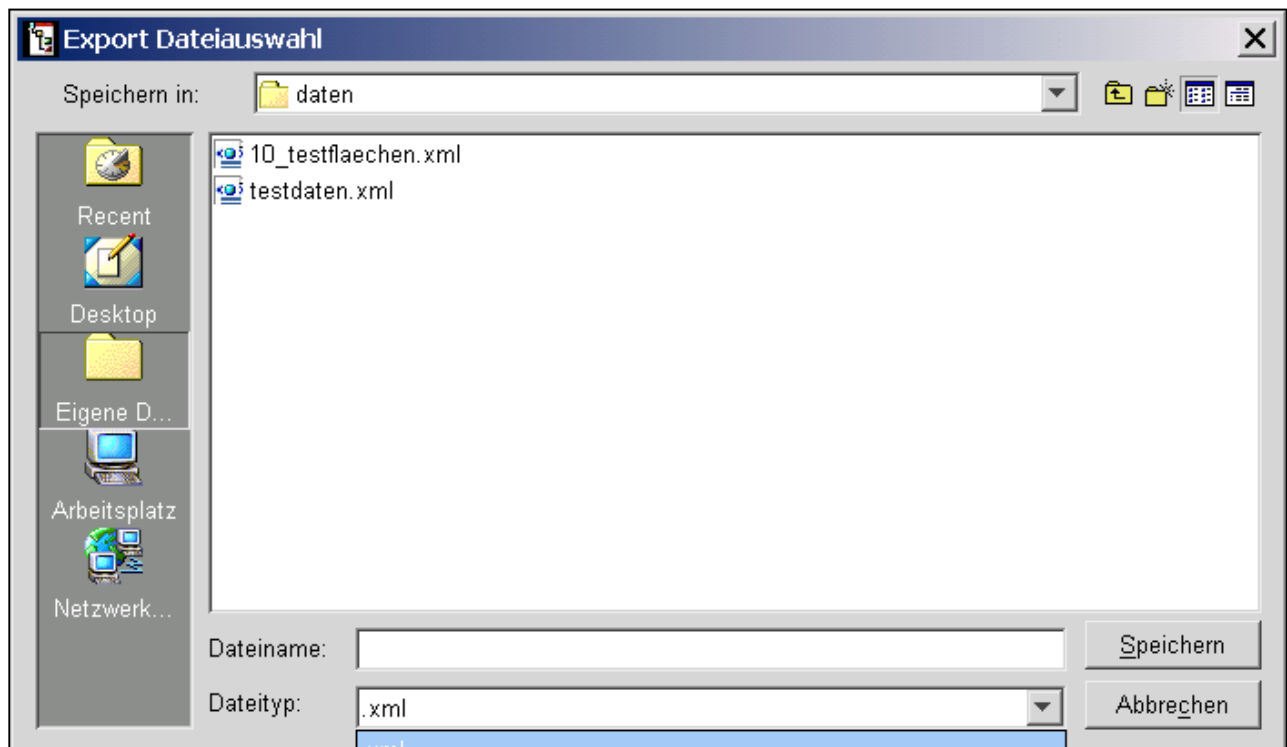 Export Dateiauswahl
Speichern in: daten
10_testflaechen.xml
testdaten.xml
Recent
Desktop
Eigene D...
Arbeitsplatz
Netzwerk...
Dateiname: Speichern
Dateityp: .xml Abbrechen